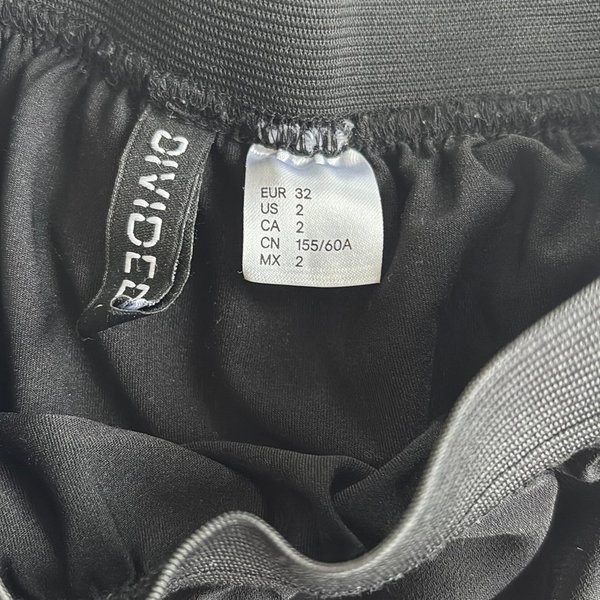 DIVIDED
EUR 32
US 2
CA 2
CN 155/60A
MX 2